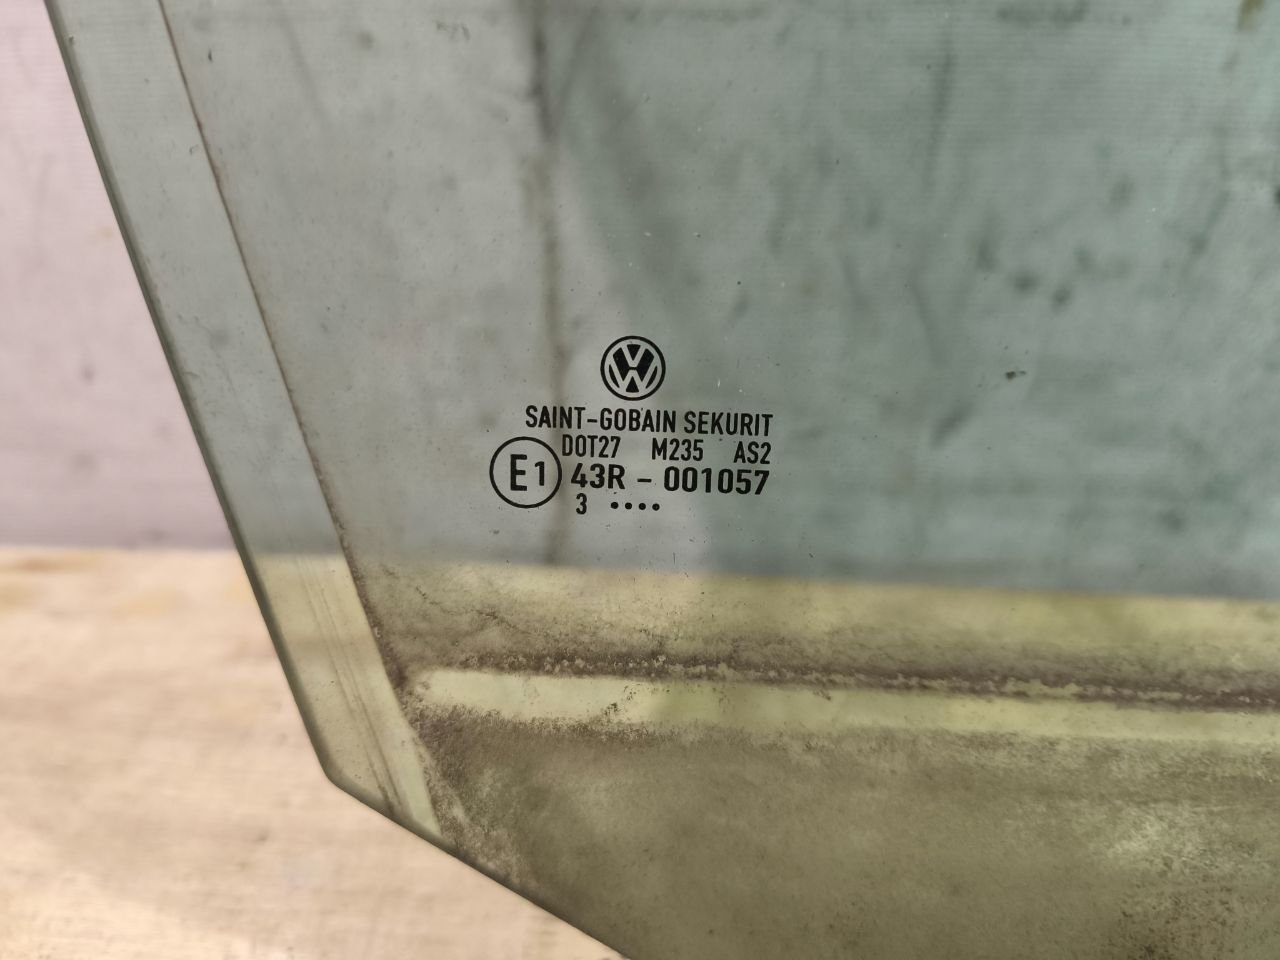 SAINT-GOBAIN SEKURIT
DOT27 M235 AS2
E1 43R - 001057
3 ••••